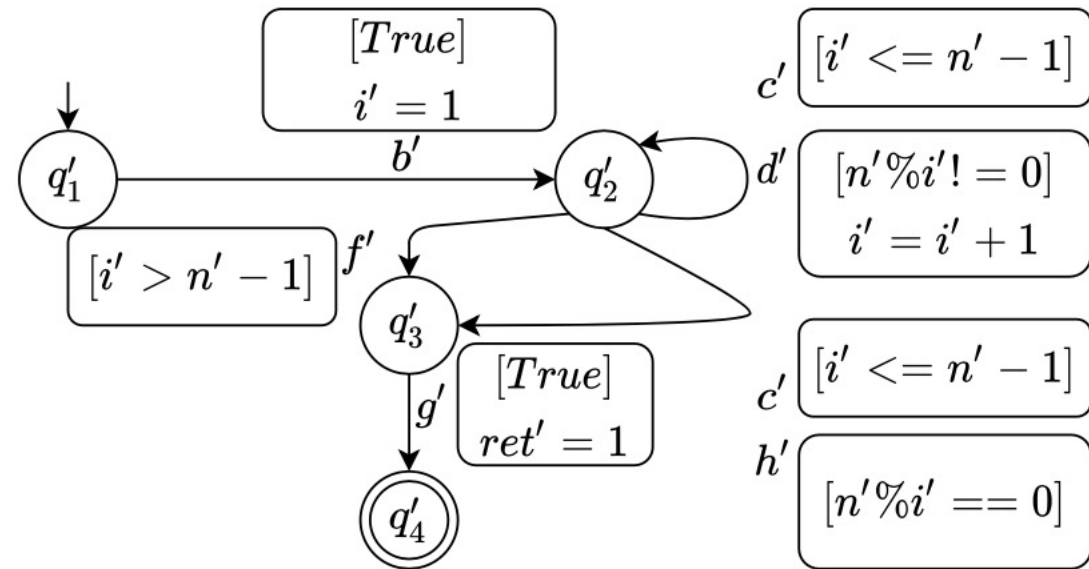 [True]
i′ = 1
b′
q′1
q′2
c′
[i′ <= n′ − 1]
d′
[n′%i′! = 0]
i′ = i′ + 1
[i′ > n′ − 1]
f′
q′3
g′
[True]
ret′ = 1
c′
[i′ <= n′ − 1]
h′
[n′%i′ == 0]
q′4